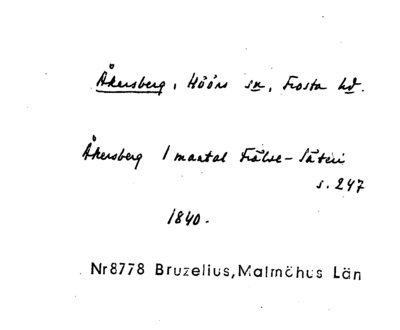 Åkersberg, Höörs sn, Frosta hd.
Åkersberg 1 mantal Frälse-Säteri
s. 247
1840.
Nr8778 Bruzelius, Malmöhus Län